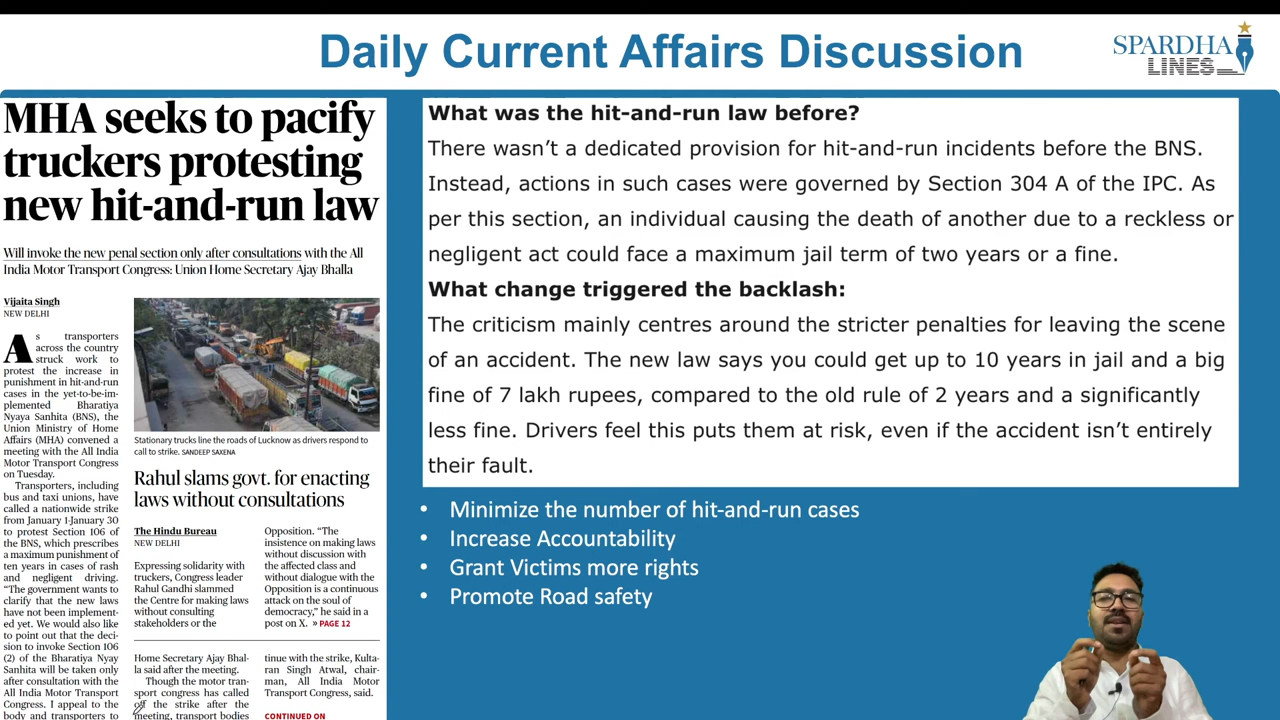 Daily Current Affairs Discussion
SPARDHA
LINES
MHA seeks to pacify
truckers protesting
new hit-and-run law
Will invoke the new penal section only after consultations with the All
India Motor Transport Congress: Union Home Secretary Ajay Bhalla
Vijaita Singh
NEW DELHI
As transporters
across the country
struck work to
protest the increase in
punishment in hit-and-run
cases in the yet-to-be-im-
plemented Bharatiya
Nyaya Sanhita (BNS), the
Union Ministry of Home
Affairs (MHA) convened a
meeting with the All India
Motor Transport Congress
on Tuesday.
Transporters, including
bus and taxi unions, have
called a nationwide strike
from January 1-January 30
to protest Section 106 of
the BNS, which prescribes
a maximum punishment of
ten years in cases of rash
and negligent driving.
“The government wants to
clarify that the new laws
have not been implement-
ed yet. We would also like
to point out that the deci-
sion to invoke Section 106
(2) of the Bharatiya Nyay
Sanhita will be taken only
after consultation with the
All India Motor Transport
Congress. I appeal to the
body and transporters to
Stationary trucks line the roads of Lucknow as drivers respond to
call to strike. SANDEEP SAXENA
Rahul slams govt. for enacting
laws without consultations
The Hindu Bureau
NEW DELHI
Expressing solidarity with
truckers, Congress leader
Rahul Gandhi slammed
the Centre for making laws
without consulting
stakeholders or the
Opposition. “The
insistence on making laws
without discussion with
the affected class and
without dialogue with the
Opposition is a continuous
attack on the soul of
democracy,” he said in a
post on X. » PAGE 12
Home Secretary Ajay Bhal-
la said after the meeting.
Though the motor tran-
sport congress has called
off the strike after the
meeting, transport bodies
tinue with the strike, Kulta-
ran Singh Atwal, chair-
man, All India Motor
Transport Congress, said.
CONTINUED ON
What was the hit-and-run law before?
There wasn’t a dedicated provision for hit-and-run incidents before the BNS.
Instead, actions in such cases were governed by Section 304 A of the IPC. As
per this section, an individual causing the death of another due to a reckless or
negligent act could face a maximum jail term of two years or a fine.
What change triggered the backlash:
The criticism mainly centres around the stricter penalties for leaving the scene
of an accident. The new law says you could get up to 10 years in jail and a big
fine of 7 lakh rupees, compared to the old rule of 2 years and a significantly
less fine. Drivers feel this puts them at risk, even if the accident isn’t entirely
their fault.
• Minimize the number of hit-and-run cases
• Increase Accountability
• Grant Victims more rights
• Promote Road safety